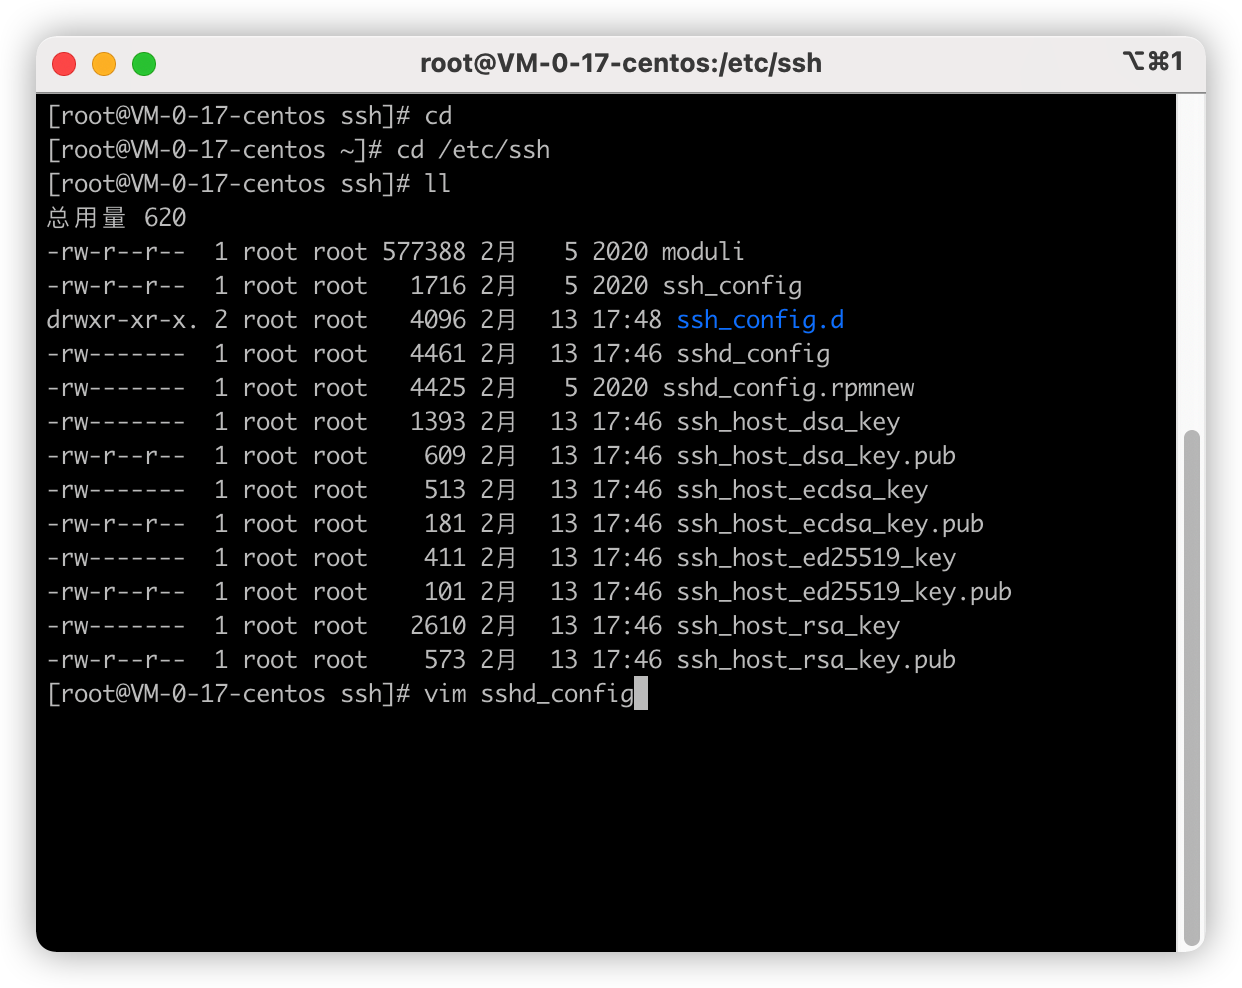 root@VM-0-17-centos:/etc/ssh ⌥⌘1
[root@VM-0-17-centos ssh]# cd
[root@VM-0-17-centos ~]# cd /etc/ssh
[root@VM-0-17-centos ssh]# ll
总用量 620
-rw-r--r--  1 root root 577388 2月   5 2020 moduli
-rw-r--r--  1 root root   1716 2月   5 2020 ssh_config
drwxr-xr-x. 2 root root   4096 2月  13 17:48 ssh_config.d
-rw-------  1 root root   4461 2月  13 17:46 sshd_config
-rw-------  1 root root   4425 2月   5 2020 sshd_config.rpmnew
-rw-------  1 root root   1393 2月  13 17:46 ssh_host_dsa_key
-rw-r--r--  1 root root    609 2月  13 17:46 ssh_host_dsa_key.pub
-rw-------  1 root root    513 2月  13 17:46 ssh_host_ecdsa_key
-rw-r--r--  1 root root    181 2月  13 17:46 ssh_host_ecdsa_key.pub
-rw-------  1 root root    411 2月  13 17:46 ssh_host_ed25519_key
-rw-r--r--  1 root root    101 2月  13 17:46 ssh_host_ed25519_key.pub
-rw-------  1 root root   2610 2月  13 17:46 ssh_host_rsa_key
-rw-r--r--  1 root root    573 2月  13 17:46 ssh_host_rsa_key.pub
[root@VM-0-17-centos ssh]# vim sshd_config